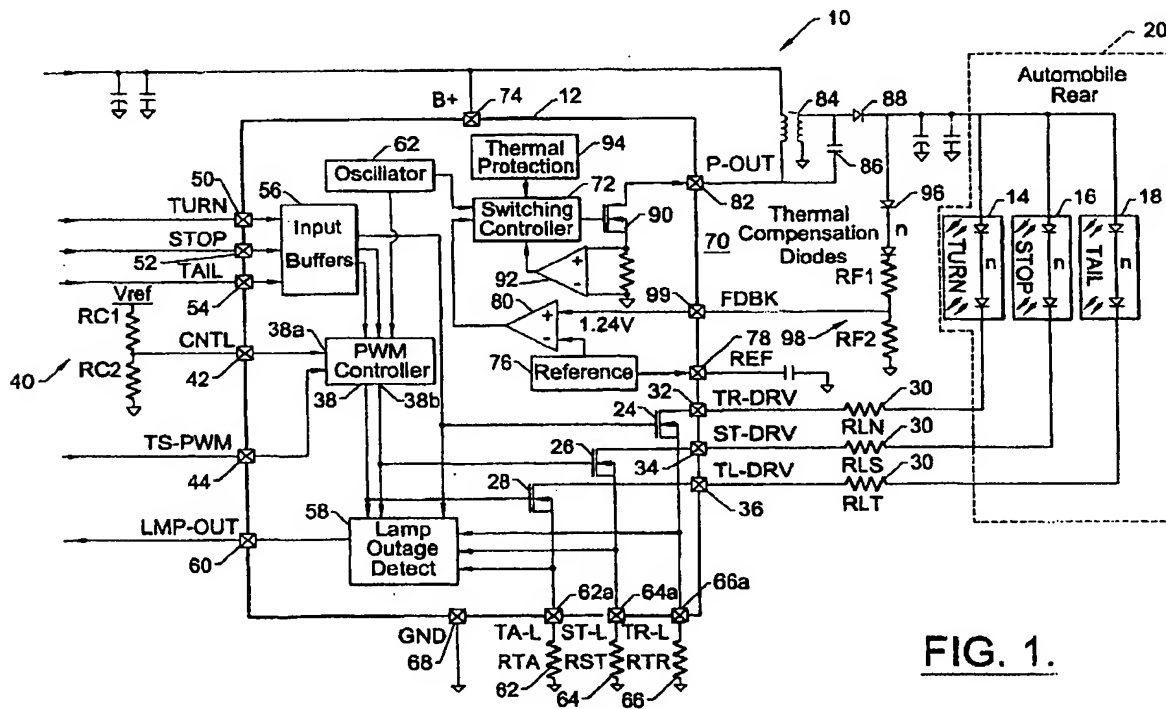 10
20
Automobile
Rear
B+
74
12
84
88
62
Oscillator
Thermal
Protection
94
P-OUT
86
50
TURN
56
Input
Buffers
72
Switching
Controller
90
82
96
n
14
16
18
TURN
n
STOP
n
TAIL
n
STOP
52
TAIL
54
70
Thermal
Compensation
Diodes
92
+
-
RF1
Vref
RC1
80
+
-
1.24V
99
FDBK
98
RF2
40
RC2
CNTL
42
38a
PWM
Controller
38
38b
76
Reference
78
REF
32
24
TR-DRV
30
RLN
TS-PWM
44
26
ST-DRV
34
30
RLS
28
TL-DRV
36
30
RLT
LMP-OUT
60
58
Lamp
Outage
Detect
62a
64a
66a
GND
68
TA-L
ST-L
TR-L
RTA
RST
RTR
62
64
66
FIG. 1.